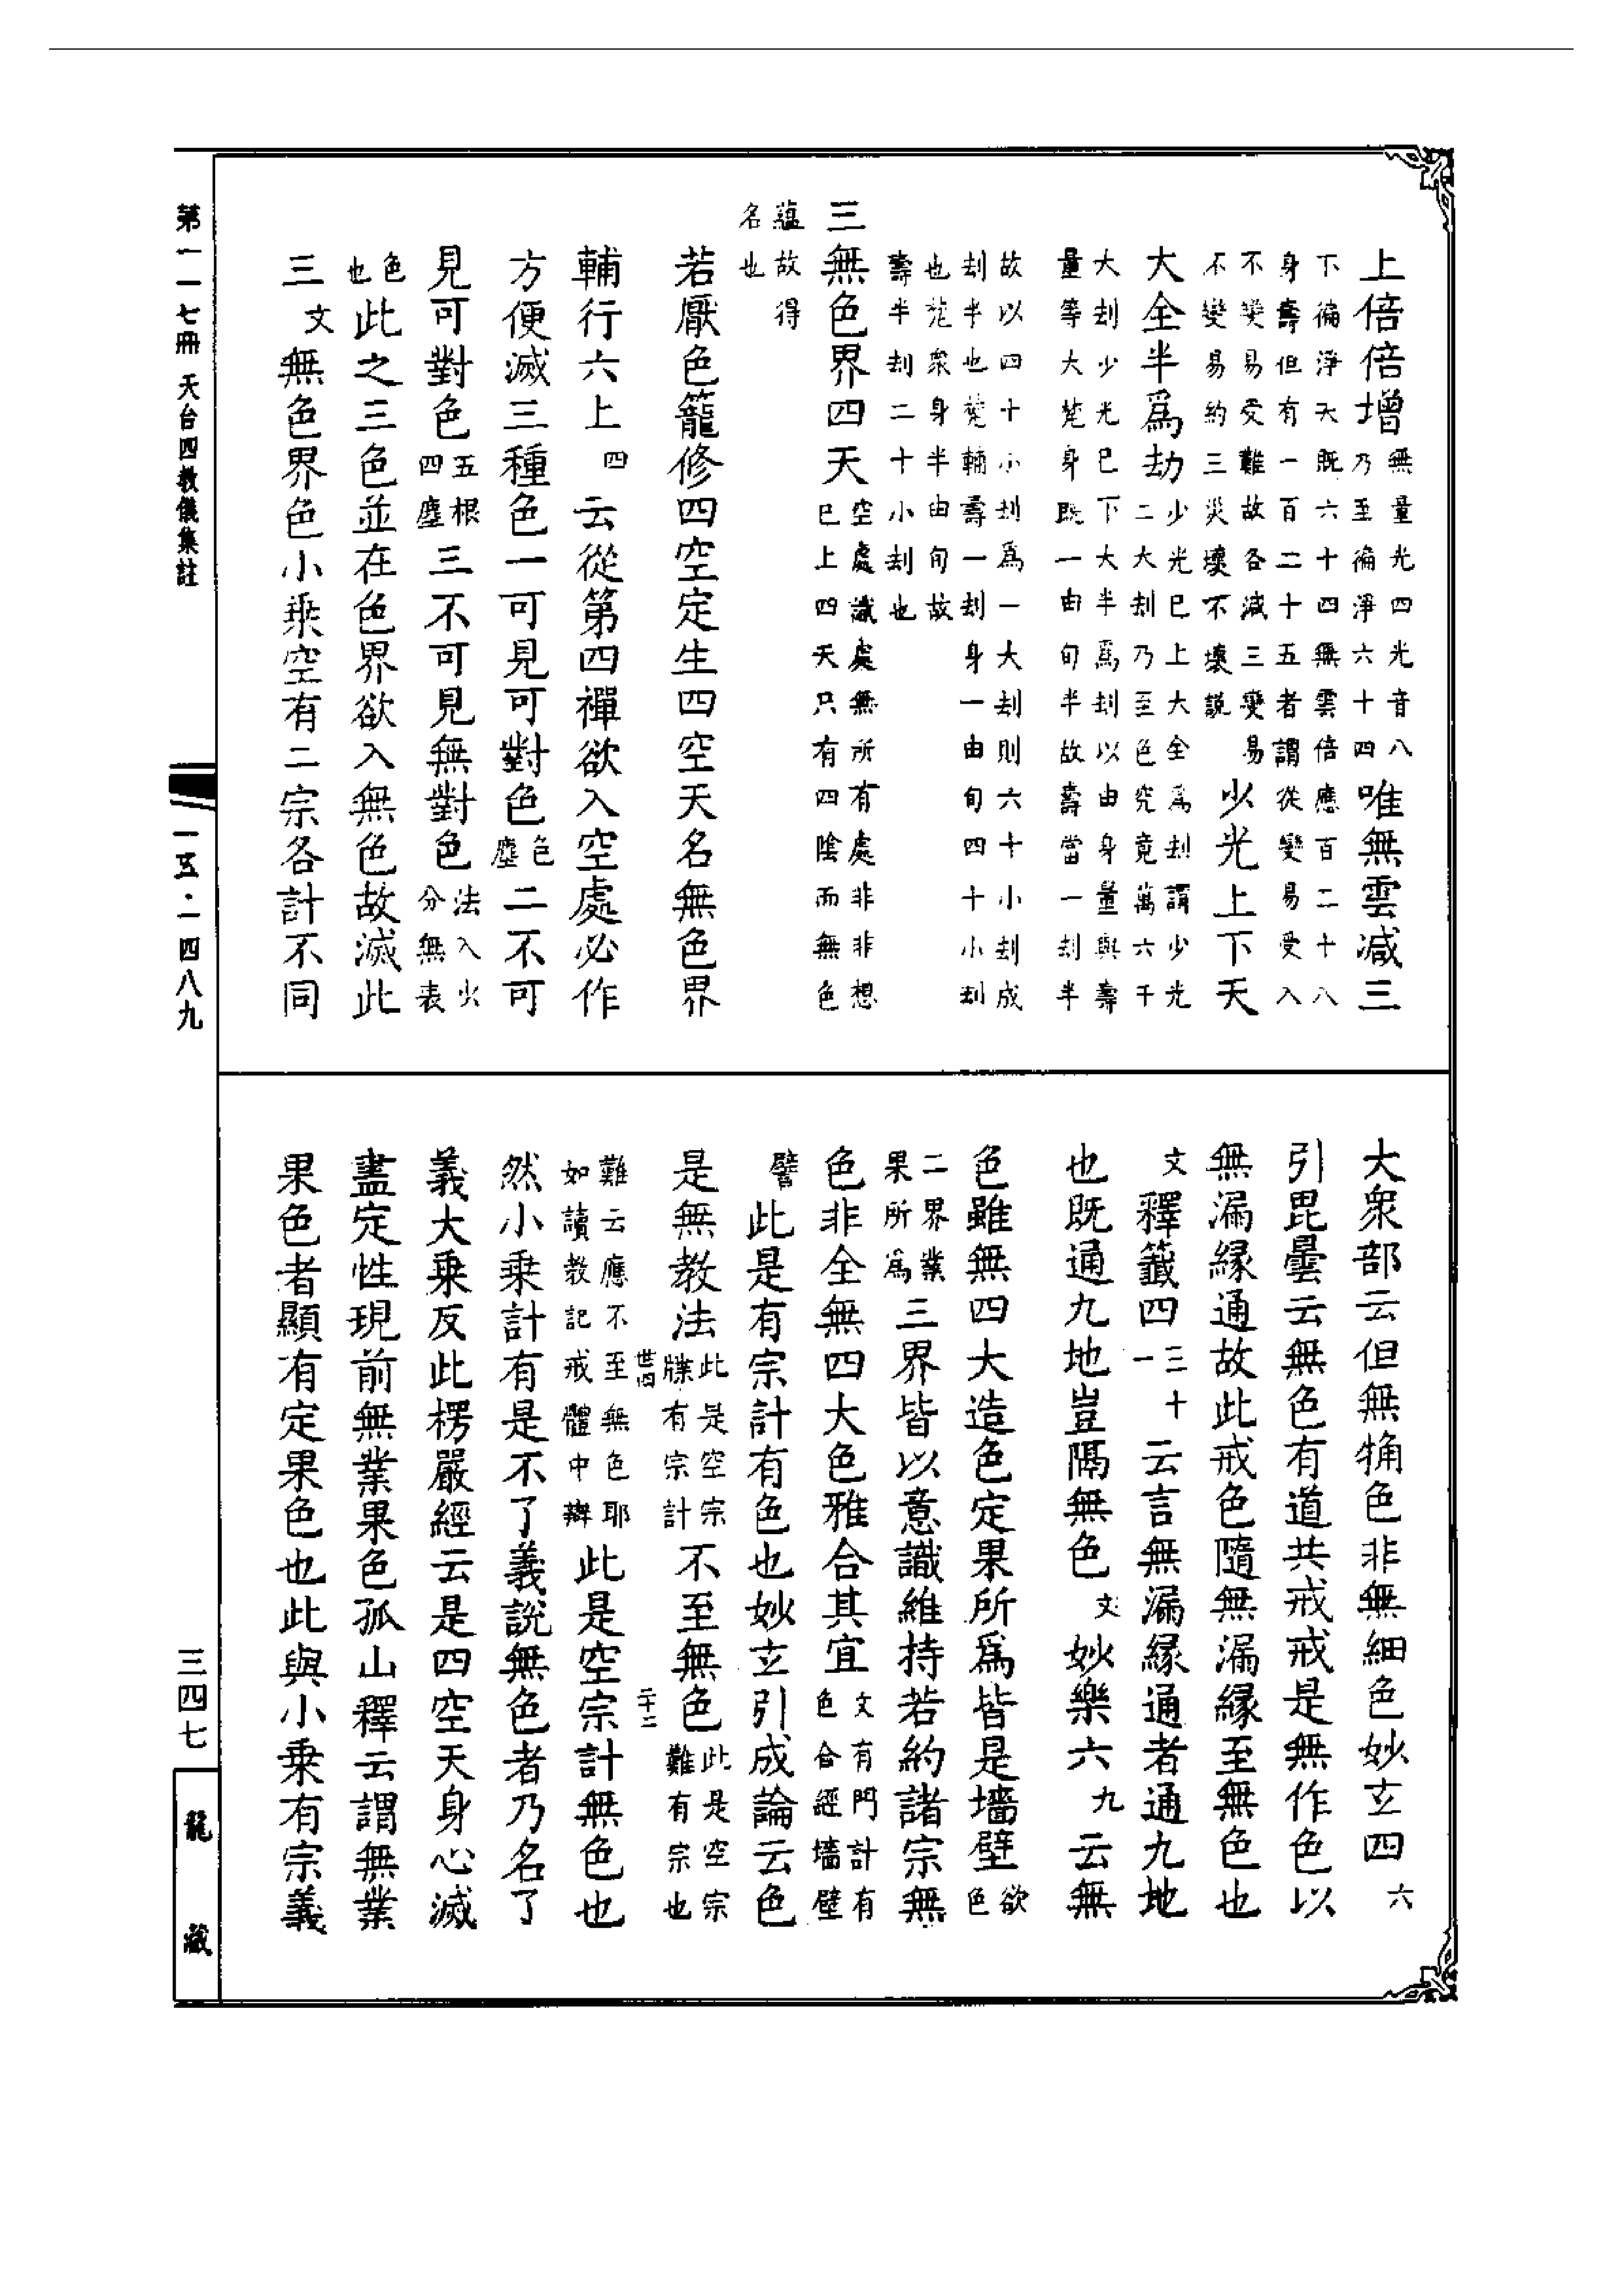 上倍倍增無量光四光音八乃至徧淨六十四唯無雲减三
下徧淨天既六十四無雲倍應百二十八
身壽但有一百二十五者謂從變易受入
不變易受難故各減三變易
不變易約三災壞不壞說少光上下天
大全半爲劫少光已上大全爲刦謂少光二大刦乃至色究竟萬六千
大刦少光已下大半爲刦以由身量與壽
量等大梵身既一由旬半故壽當一刦半
故以四十小刦爲一大刦則六十小刦成
刦半也梵輔壽一刦身一由旬四十小刦
也梵衆身半由旬故
壽半刦二十小刦也
三無色界四天空處識處無所有處非非想已上四天只有四陰而無色
蘊故得
名也
若厭色籠修四空定生四空天名無色界
輔行六上四云從第四禪欲入空處必作
方便滅三種色一可見可對色色塵二不可
見可對色五根四塵三不可見無對色法入少分無表
色也此之三色並在色界欲入無色故滅此
三文無色界色小乘空有二宗各計不同
大衆部云但無觕色非無細色妙玄四六
引毘曇云無色有道共戒戒是無作色以
無漏緣通故此戒色隨無漏緣至無色也
文釋籤四三十一云言無漏緣通者通九地
也既通九地豈隔無色文妙樂六九云無
色雖無四大造色定果所爲皆是墻壁欲色
二界業果所爲三界皆以意識維持若約諸宗無
色非全無四大色雅合其宜文有門計有色合經墻壁
譬此是有宗計有色也妙玄引成論云色
是無教法此是空宗牒有宗計不至無色此是空宗難有宗也
難云應不至無色耶如讀教記戒體中辯此是空宗計無色也
然小乘計有是不了義說無色者乃名了
義大乘反此楞嚴經云是四空天身心滅
盡定性現前無業果色孤山釋云謂無業
果色者顯有定果色也此與小乘有宗義
世四
二十二
第一一七冊 天台四教儀集註
一五·一四八九
三四七
龍藏